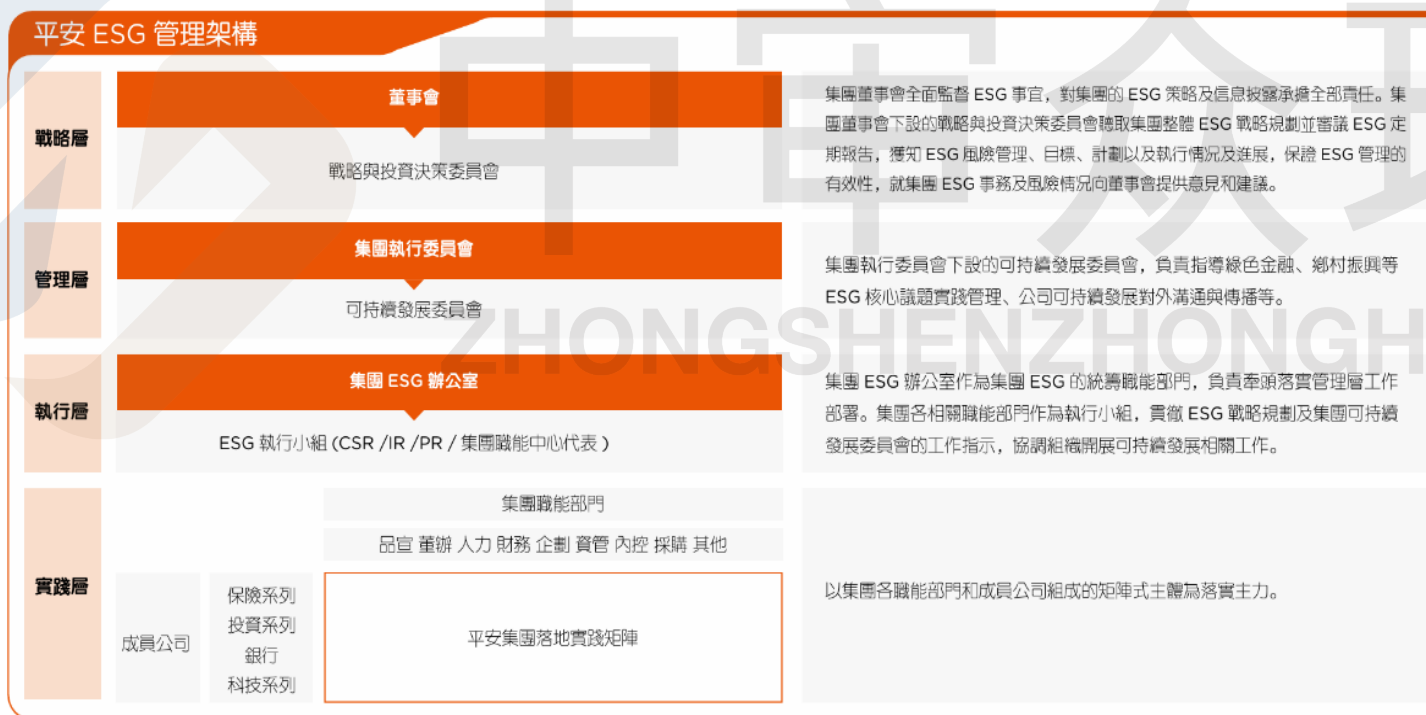 平安 ESG 管理架構
戰略層
董事會
戰略與投資決策委員會
集團董事會全面監督 ESG 事宜，對集團的 ESG 策略及信息披露承擔全部責任。集
團董事會下設的戰略與投資決策委員會聽取集團整體 ESG 戰略規劃並審議 ESG 定
期報告，獲知 ESG 風險管理、目標、計劃以及執行情況及進展，保證 ESG 管理的
有效性，就集團 ESG 事務及風險情況向董事會提供意見和建議。
管理層
集團執行委員會
可持續發展委員會
集團執行委員會下設的可持續發展委員會，負責指導綠色金融、鄉村振興等
ESG 核心議題實踐管理、公司可持續發展對外溝通與傳播等。
執行層
集團 ESG 辦公室
ESG 執行小組 (CSR /IR /PR / 集團職能中心代表 )
集團 ESG 辦公室作為集團 ESG 的統籌職能部門，負責牽頭落實管理層工作
部署。集團各相關職能部門作為執行小組，貫徹 ESG 戰略規劃及集團可持續
發展委員會的工作指示，協調組織開展可持續發展相關工作。
實踐層
集團職能部門
品宣 董辦 人力 財務 企劃 資管 內控 採購 其他
成員公司
保險系列
投資系列
銀行
科技系列
平安集團落地實踐矩陣
以集團各職能部門和成員公司組成的矩陣式主體為落實主力。
中审众环
ZHONGSHENZHONGH